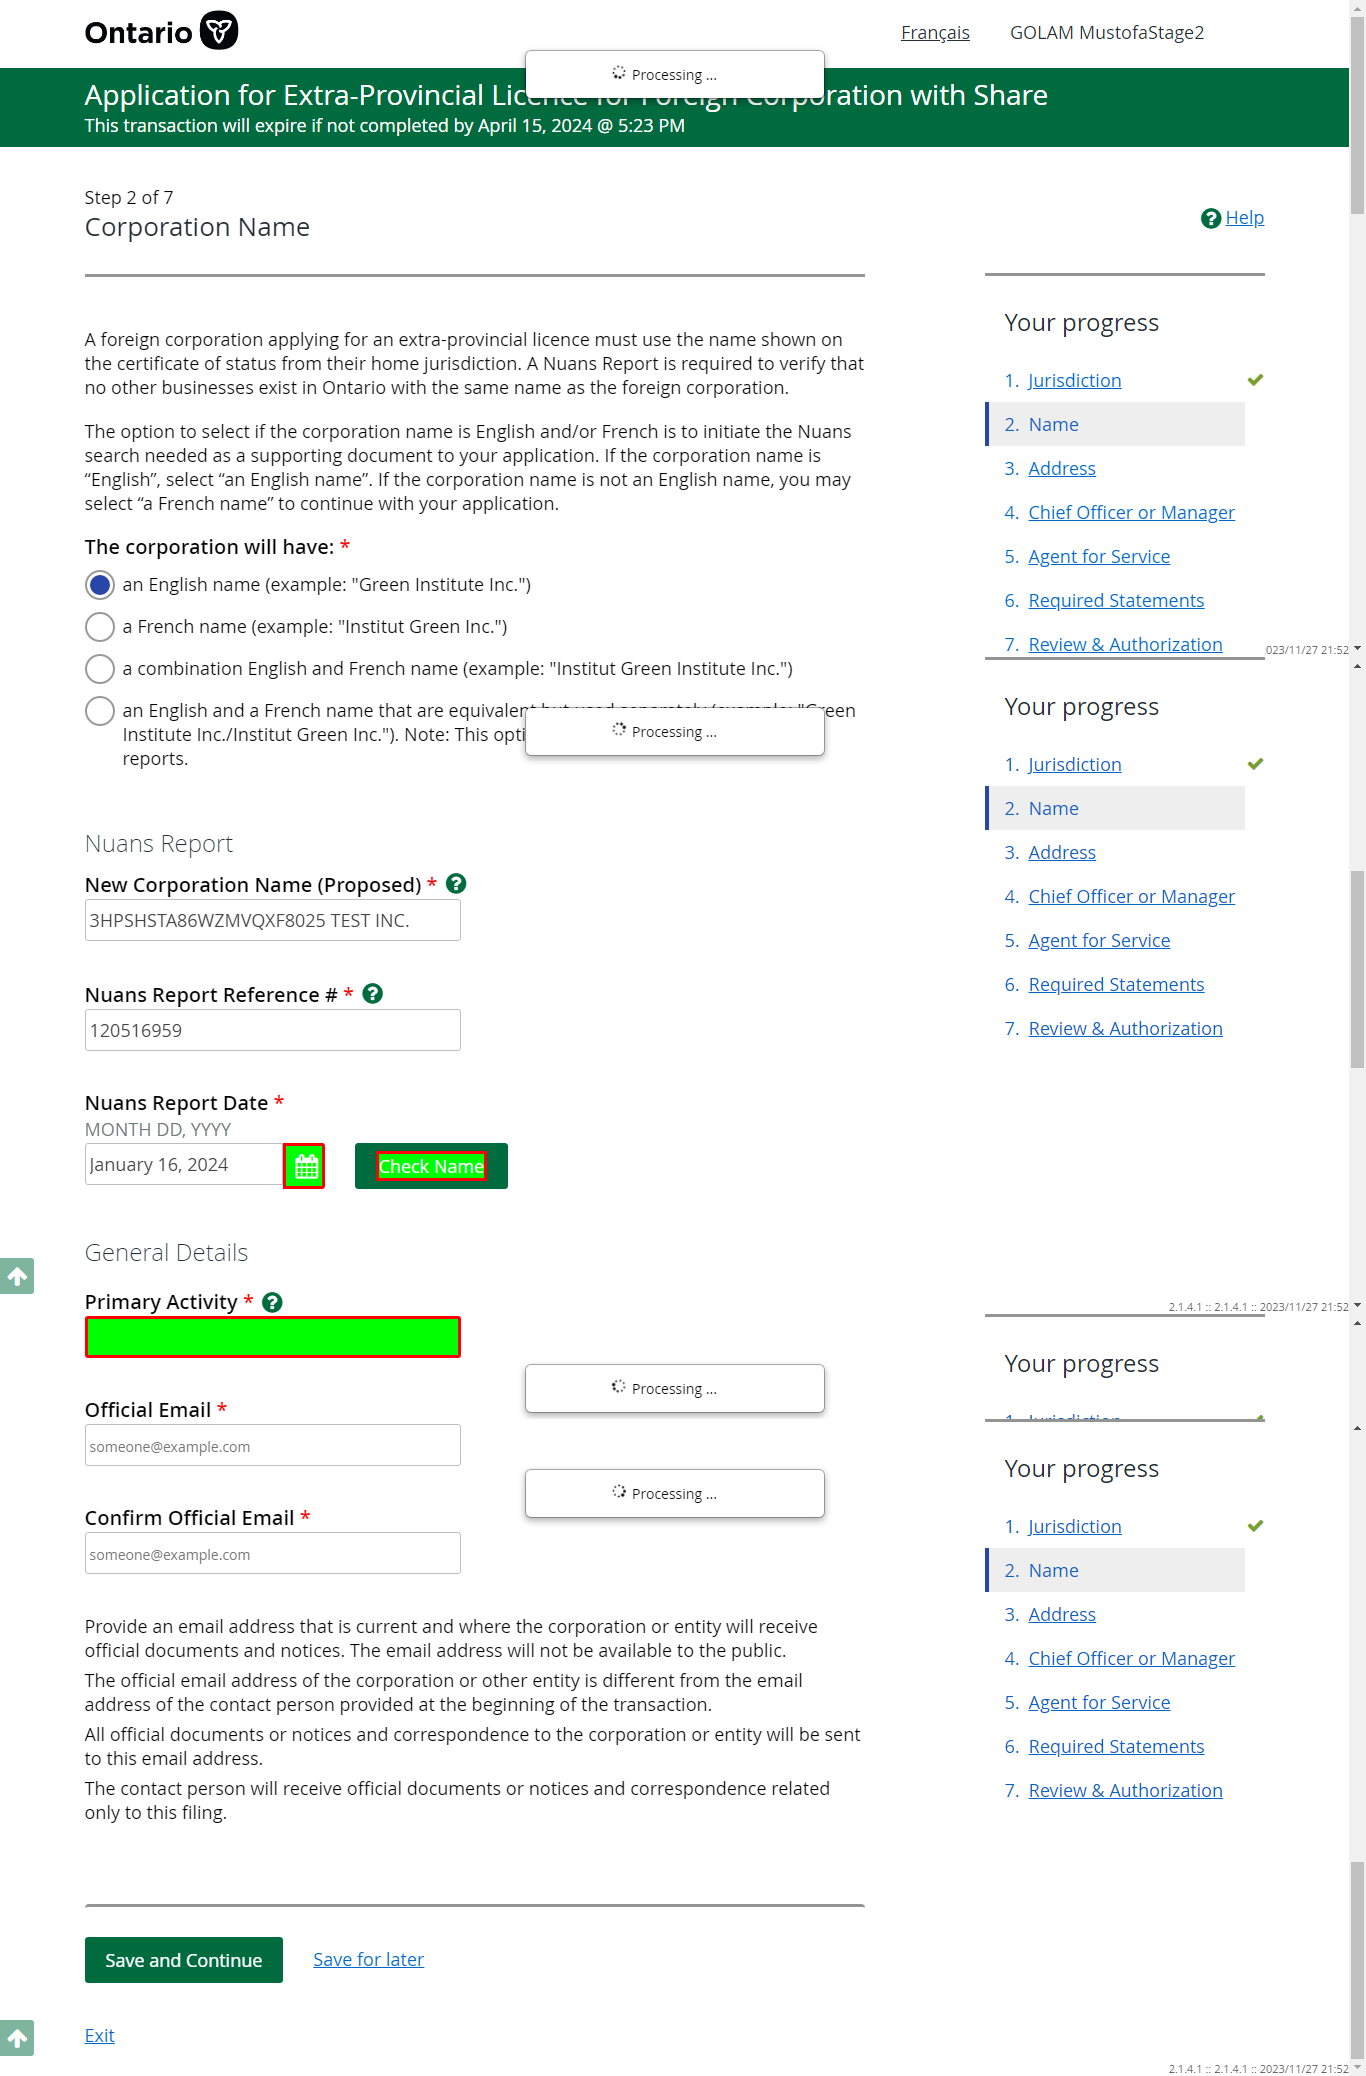 Ontario
Français
GOLAM MustofaStage2
Processing ...
Application for Extra-Provincial Licence for Foreign Corporation with Share
This transaction will expire if not completed by April 15, 2024 @ 5:23 PM
Step 2 of 7
Corporation Name
Help
A foreign corporation applying for an extra-provincial licence must use the name shown on
the certificate of status from their home jurisdiction. A Nuans Report is required to verify that
no other businesses exist in Ontario with the same name as the foreign corporation.
The option to select if the corporation name is English and/or French is to initiate the Nuans
search needed as a supporting document to your application. If the corporation name is
“English”, select “an English name”. If the corporation name is not an English name, you may
select “a French name” to continue with your application.
The corporation will have: *
an English name (example: "Green Institute Inc.")
a French name (example: "Institut Green Inc.")
a combination English and French name (example: "Institut Green Institute Inc.")
an English and a French name that are equivalent but used separately (example: "Green
Institute Inc./Institut Green Inc."). Note: This opti
reports.
Processing ...
Your progress
1. Jurisdiction
2. Name
3. Address
4. Chief Officer or Manager
5. Agent for Service
6. Required Statements
7. Review & Authorization
023/11/27 21:52
Your progress
1. Jurisdiction
2. Name
3. Address
4. Chief Officer or Manager
5. Agent for Service
6. Required Statements
7. Review & Authorization
Nuans Report
New Corporation Name (Proposed) *
3HPSHSTA86WZMVQXF8025 TEST INC.
Nuans Report Reference # *
120516959
Nuans Report Date *
MONTH DD, YYYY
January 16, 2024
Check Name
General Details
Primary Activity *
2.1.4.1 :: 2.1.4.1 :: 2023/11/27 21:52
Your progress
1. Jurisdiction
Processing ...
Official Email *
someone@example.com
Processing ...
Confirm Official Email *
someone@example.com
Your progress
1. Jurisdiction
2. Name
3. Address
4. Chief Officer or Manager
5. Agent for Service
6. Required Statements
7. Review & Authorization
Provide an email address that is current and where the corporation or entity will receive
official documents and notices. The email address will not be available to the public.
The official email address of the corporation or other entity is different from the email
address of the contact person provided at the beginning of the transaction.
All official documents or notices and correspondence to the corporation or entity will be sent
to this email address.
The contact person will receive official documents or notices and correspondence related
only to this filing.
Save and Continue
Save for later
Exit
2.1.4.1 :: 2.1.4.1 :: 2023/11/27 21:52